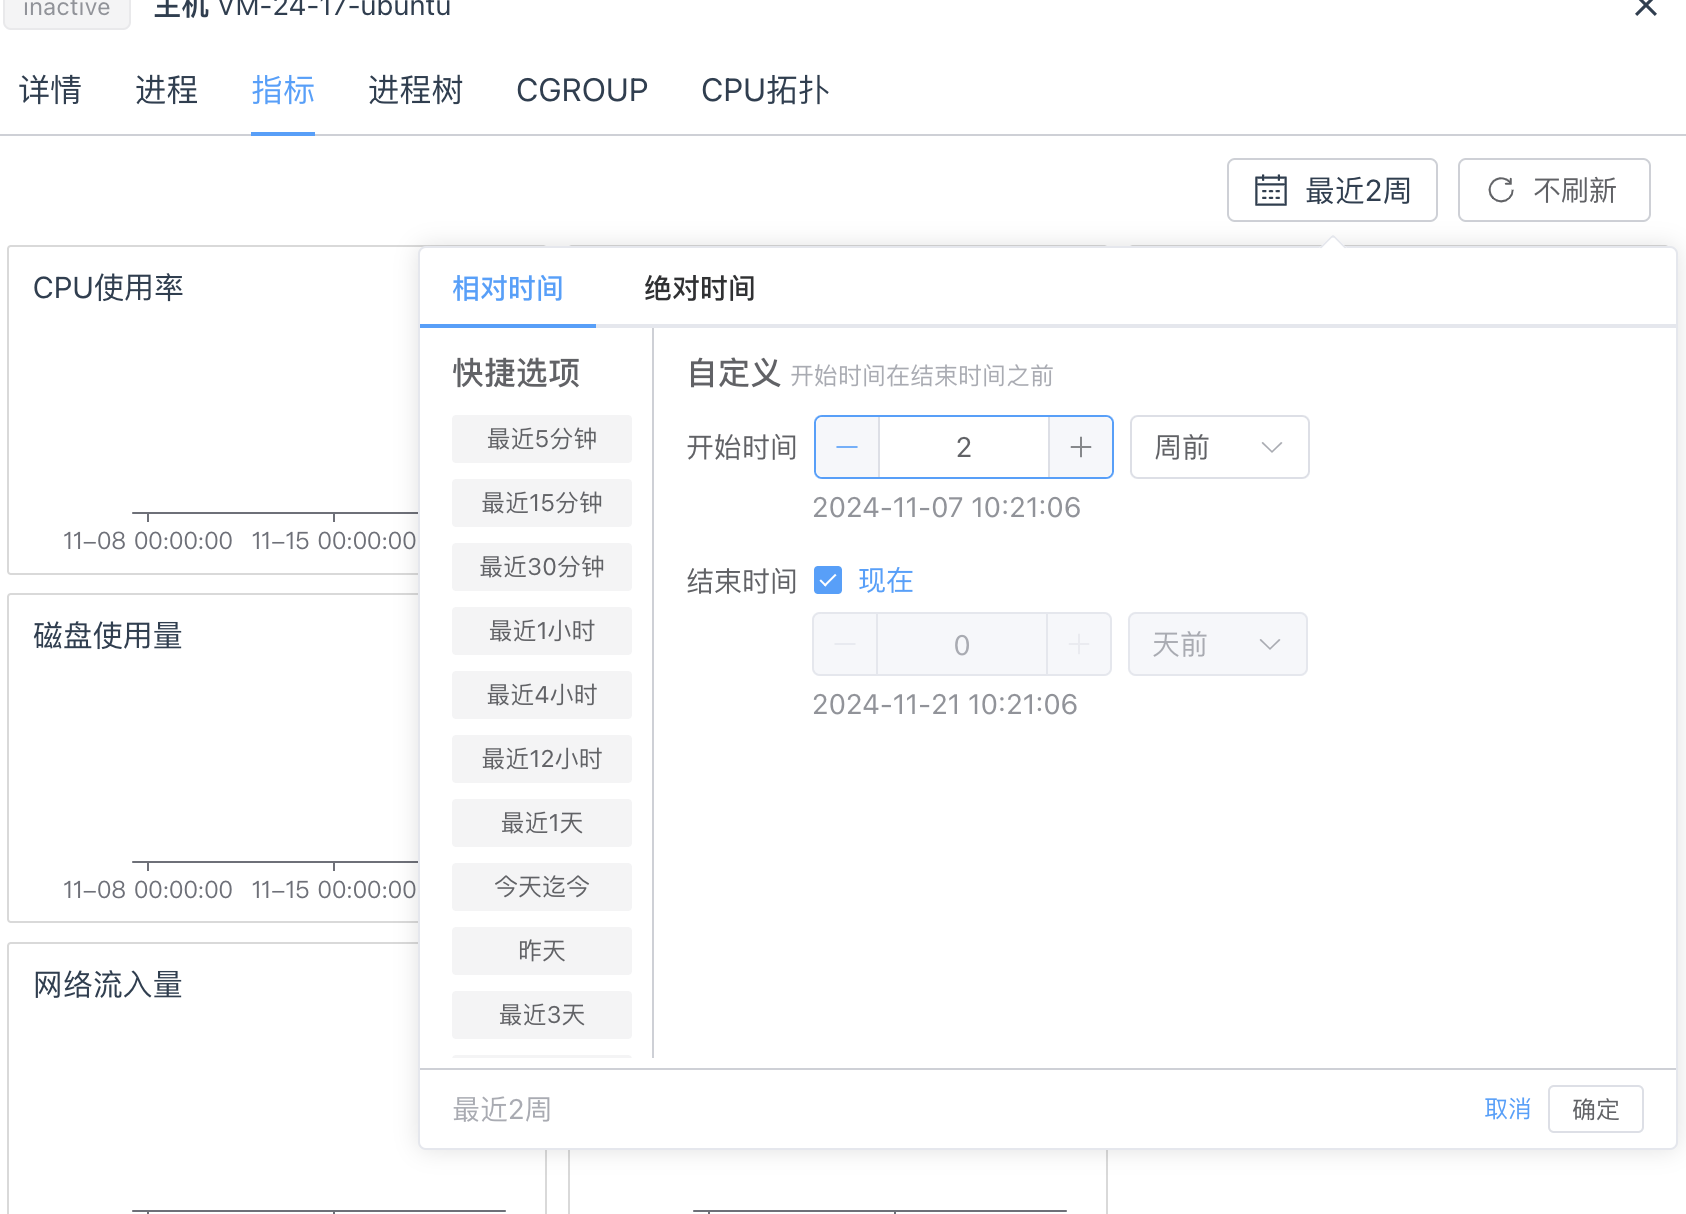 inactive 主机 VM-24-17-ubuntu
详情 进程 指标 进程树 CGROUP CPU拓扑
最近2周 不刷新
CPU使用率
11-08 00:00:00 11-15 00:00:00
磁盘使用量
11-08 00:00:00 11-15 00:00:00
网络流入量
相对时间 绝对时间
快捷选项
最近5分钟
最近15分钟
最近30分钟
最近1小时
最近4小时
最近12小时
最近1天
今天迄今
昨天
最近3天
自定义 开始时间在结束时间之前
开始时间 2 周前
2024-11-07 10:21:06
结束时间 现在
0 天前
2024-11-21 10:21:06
最近2周 取消 确定